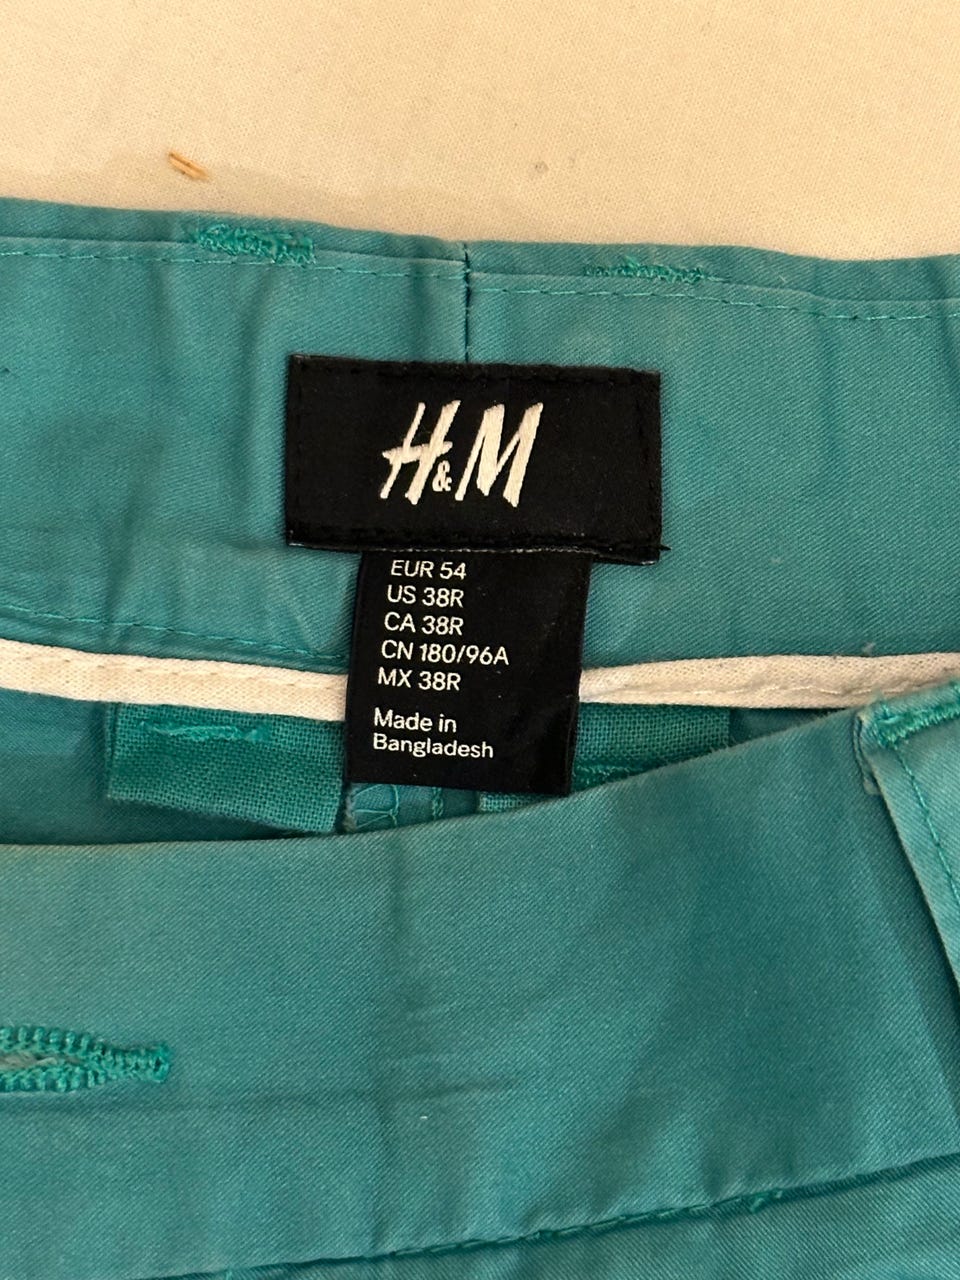 H&M
EUR 54
US 38R
CA 38R
CN 180/96A
MX 38R
Made in
Bangladesh